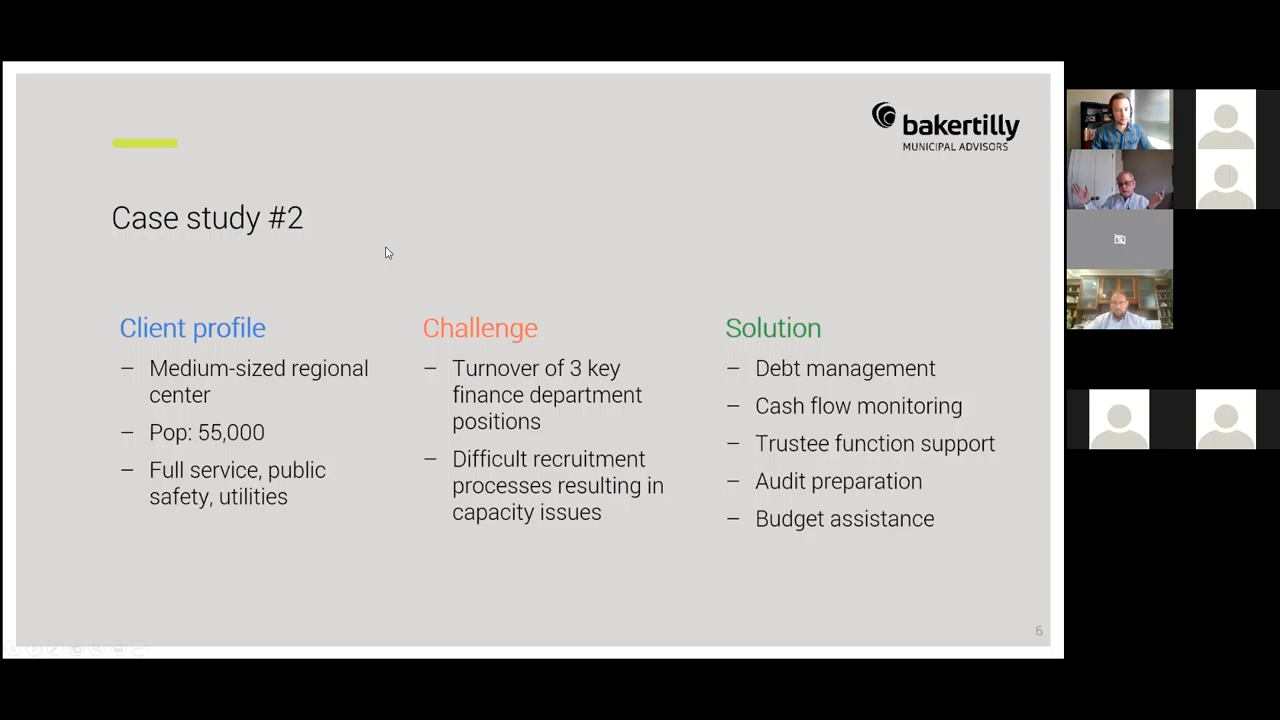 bakertilly
MUNICIPAL ADVISORS
Case study #2
Client profile
– Medium-sized regional
center
– Pop: 55,000
– Full service, public
safety, utilities
Challenge
– Turnover of 3 key
finance department
positions
– Difficult recruitment
processes resulting in
capacity issues
Solution
– Debt management
– Cash flow monitoring
– Trustee function support
– Audit preparation
– Budget assistance
6